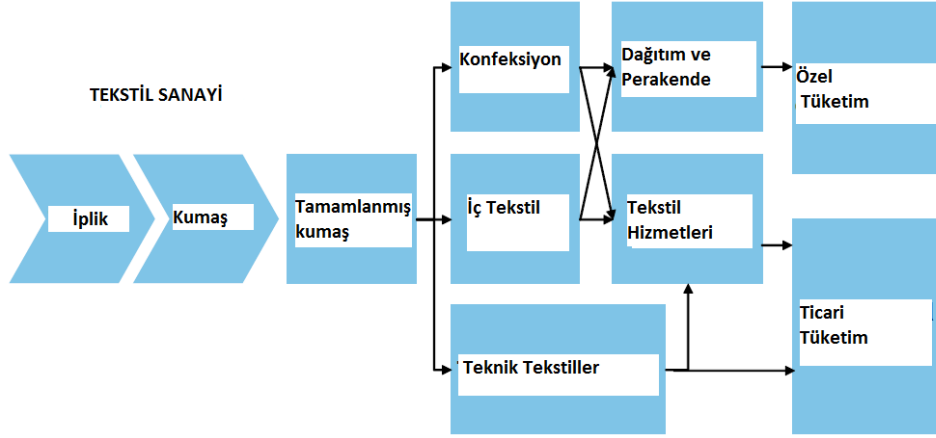 TEKSTİL SANAYİ
İplik
Kumaş
Tamamlanmış
kumaş
Konfeksiyon
İç Tekstil
Teknik Tekstiller
Dağıtım ve
Perakende
Tekstil
Hizmetleri
Özel
Tüketim
Ticari
Tüketim